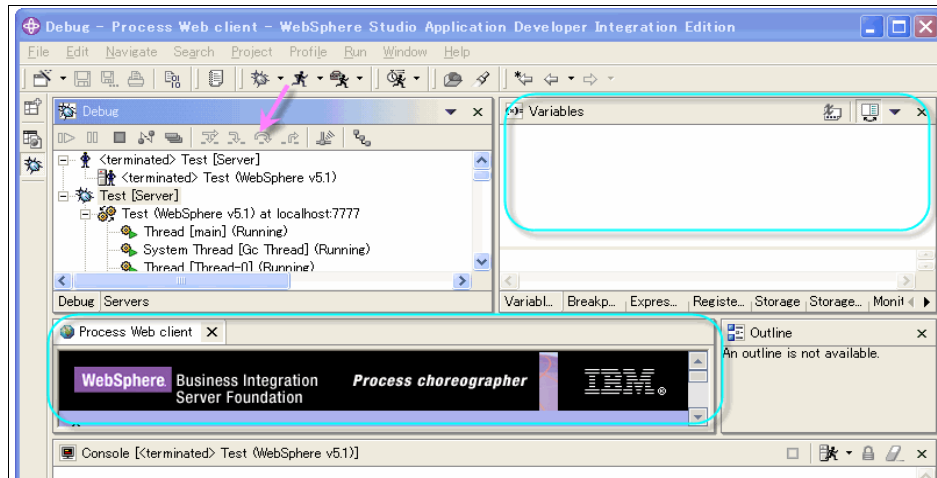 Debug - Process Web client - WebSphere Studio Application Developer Integration Edition
File Edit Navigate Search Project Profile Run Window Help
Debug
(x)= Variables
<terminated> Test [Server]
<terminated> Test (WebSphere v5.1)
Test [Server]
Test (WebSphere v5.1) at localhost:7777
Thread [main] (Running)
System Thread [Gc Thread] (Running)
Thread [Thread-0] (Running)
Debug Servers
Variabl... Breakp... Expres... Registe... Storage Storage... Monit
Process Web client
Outline
An outline is not available.
WebSphere. Business Integration Server Foundation
Process choreographer
IBM®
Console [<terminated> Test (WebSphere v5.1)]